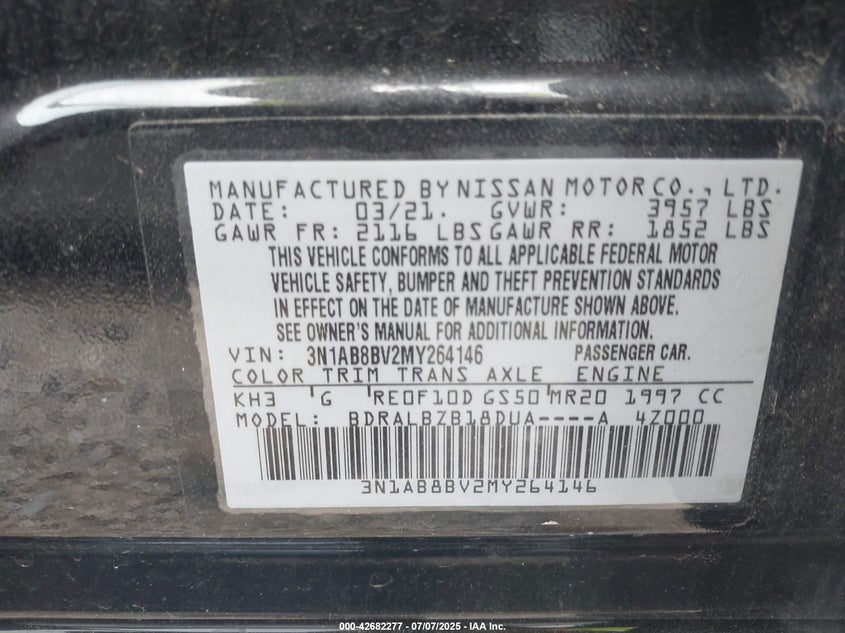 MANUFACTURED BY NISSAN MOTOR CO., LTD.
DATE: 03/21. GVWR: 3957 LBS
GAWR FR: 2116 LBS GAWR RR: 1852 LBS
THIS VEHICLE CONFORMS TO ALL APPLICABLE FEDERAL MOTOR
VEHICLE SAFETY, BUMPER AND THEFT PREVENTION STANDARDS
IN EFFECT ON THE DATE OF MANUFACTURE SHOWN ABOVE.
SEE OWNER'S MANUAL FOR ADDITIONAL INFORMATION.
VIN: 3N1AB8BV2MY264146 PASSENGER CAR.
COLOR TRIM TRANS AXLE ENGINE
KH3 G RE0F10D GS50 MR20 1997 CC
MODEL: BDRALBZB18DUA----A 4Z000
3N1AB8BV2MY264146
000-42682277 - 07/07/2025 - IAA Inc.